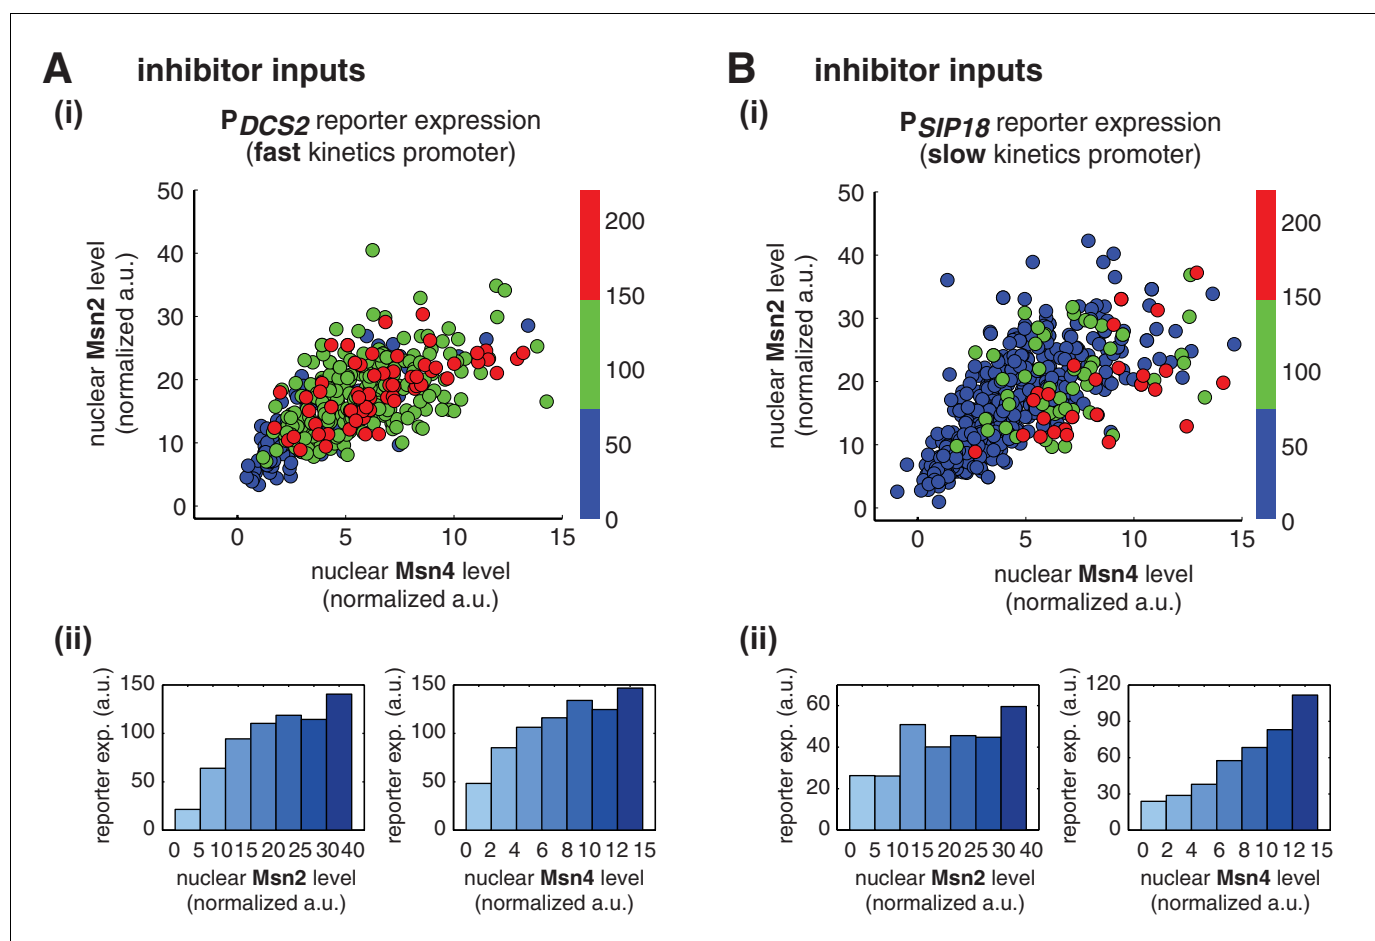 A inhibitor inputs
(i)
PDCS2 reporter expression
(fast kinetics promoter)
50
40
30
20
10
0
nuclear Msn2 level
(normalized a.u.)
0 5 10 15
nuclear Msn4 level
(normalized a.u.)
200
150
100
50
0
(ii)
reporter exp. (a.u.)
150
100
50
0
0 5 10 15 20 25 30 40
nuclear Msn2 level
(normalized a.u.)
reporter exp. (a.u.)
150
100
50
0
0 2 4 6 8 10 12 15
nuclear Msn4 level
(normalized a.u.)
B inhibitor inputs
(i)
PSIP18 reporter expression
(slow kinetics promoter)
50
40
30
20
10
0
nuclear Msn2 level
(normalized a.u.)
0 5 10 15
nuclear Msn4 level
(normalized a.u.)
200
150
100
50
0
(ii)
reporter exp. (a.u.)
60
40
20
0
0 5 10 15 20 25 30 40
nuclear Msn2 level
(normalized a.u.)
reporter exp. (a.u.)
120
90
60
30
0
0 2 4 6 8 10 12 15
nuclear Msn4 level
(normalized a.u.)